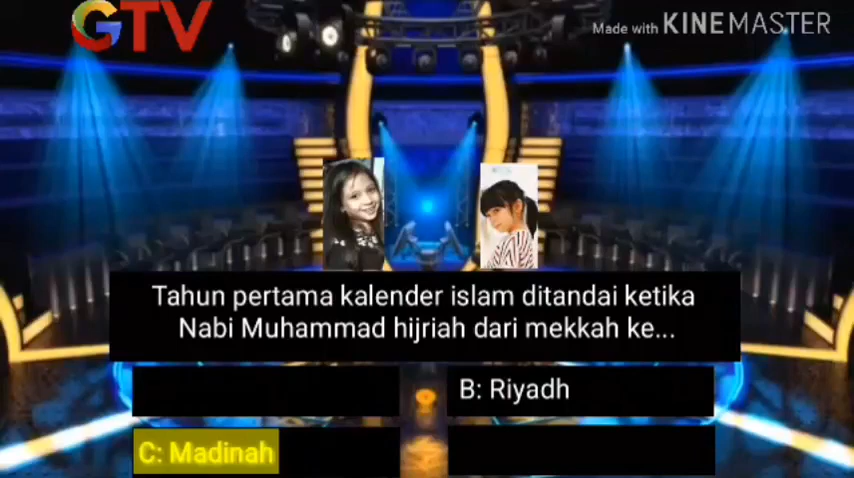 GTV
Made with KINEMASTER
Tahun pertama kalender islam ditandai ketika
Nabi Muhammad hijriah dari mekkah ke...
B: Riyadh
C: Madinah